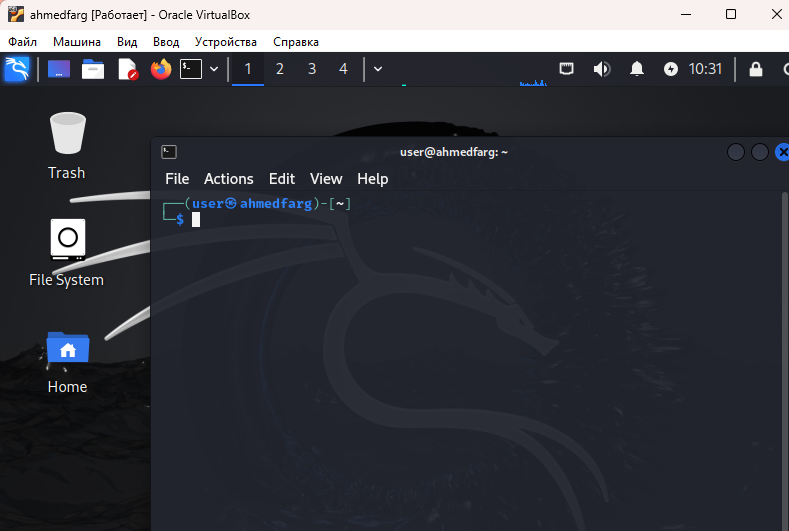 ahmedfarg [Работает] - Oracle VirtualBox
Файл Машина Вид Ввод Устройства Справка
1 2 3 4 10:31
Trash
File System
Home
user@ahmedfarg: ~
File Actions Edit View Help
┌──(user㉿ahmedfarg)-[~]
└─$